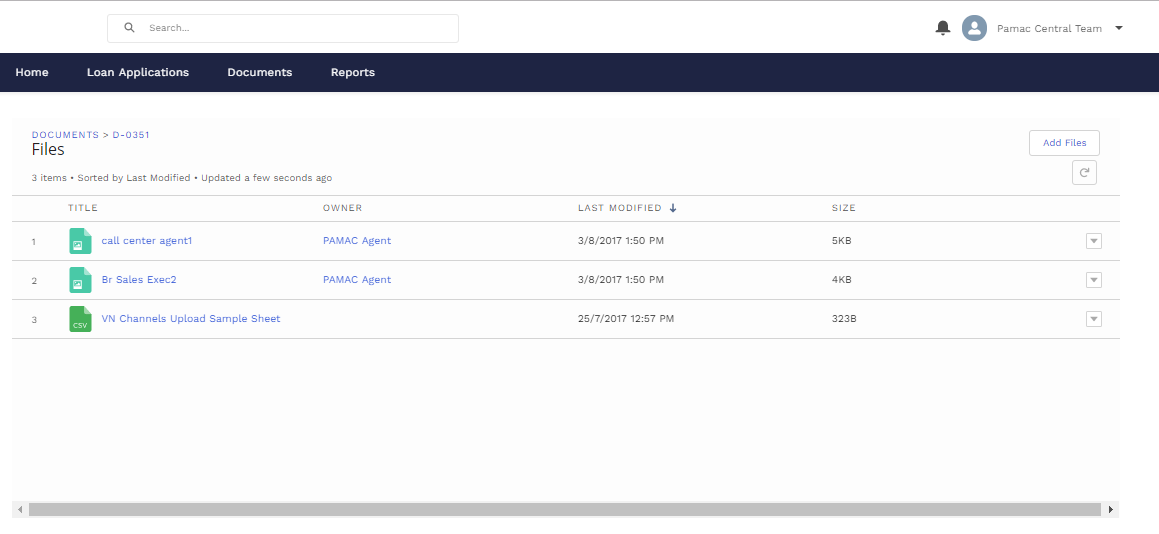 Search...
Pamac Central Team
Home Loan Applications Documents Reports
DOCUMENTS > D-0351
Files
Add Files
3 items • Sorted by Last Modified • Updated a few seconds ago
TITLE OWNER LAST MODIFIED SIZE
1 call center agent1 PAMAC Agent 3/8/2017 1:50 PM 5KB
2 Br Sales Exec2 PAMAC Agent 3/8/2017 1:50 PM 4KB
3 CSV VN Channels Upload Sample Sheet 25/7/2017 12:57 PM 323B